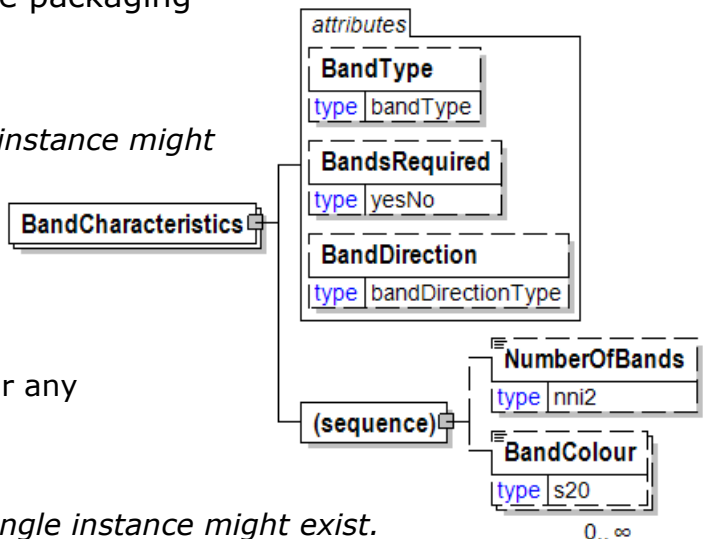 e packaging
instance might
r any
ngle instance might exist.
attributes
BandType
type bandType
BandsRequired
type yesNo
BandDirection
type bandDirectionType
BandCharacteristics
(sequence)
NumberOfBands
type nni2
BandColour
type s20
0..∞